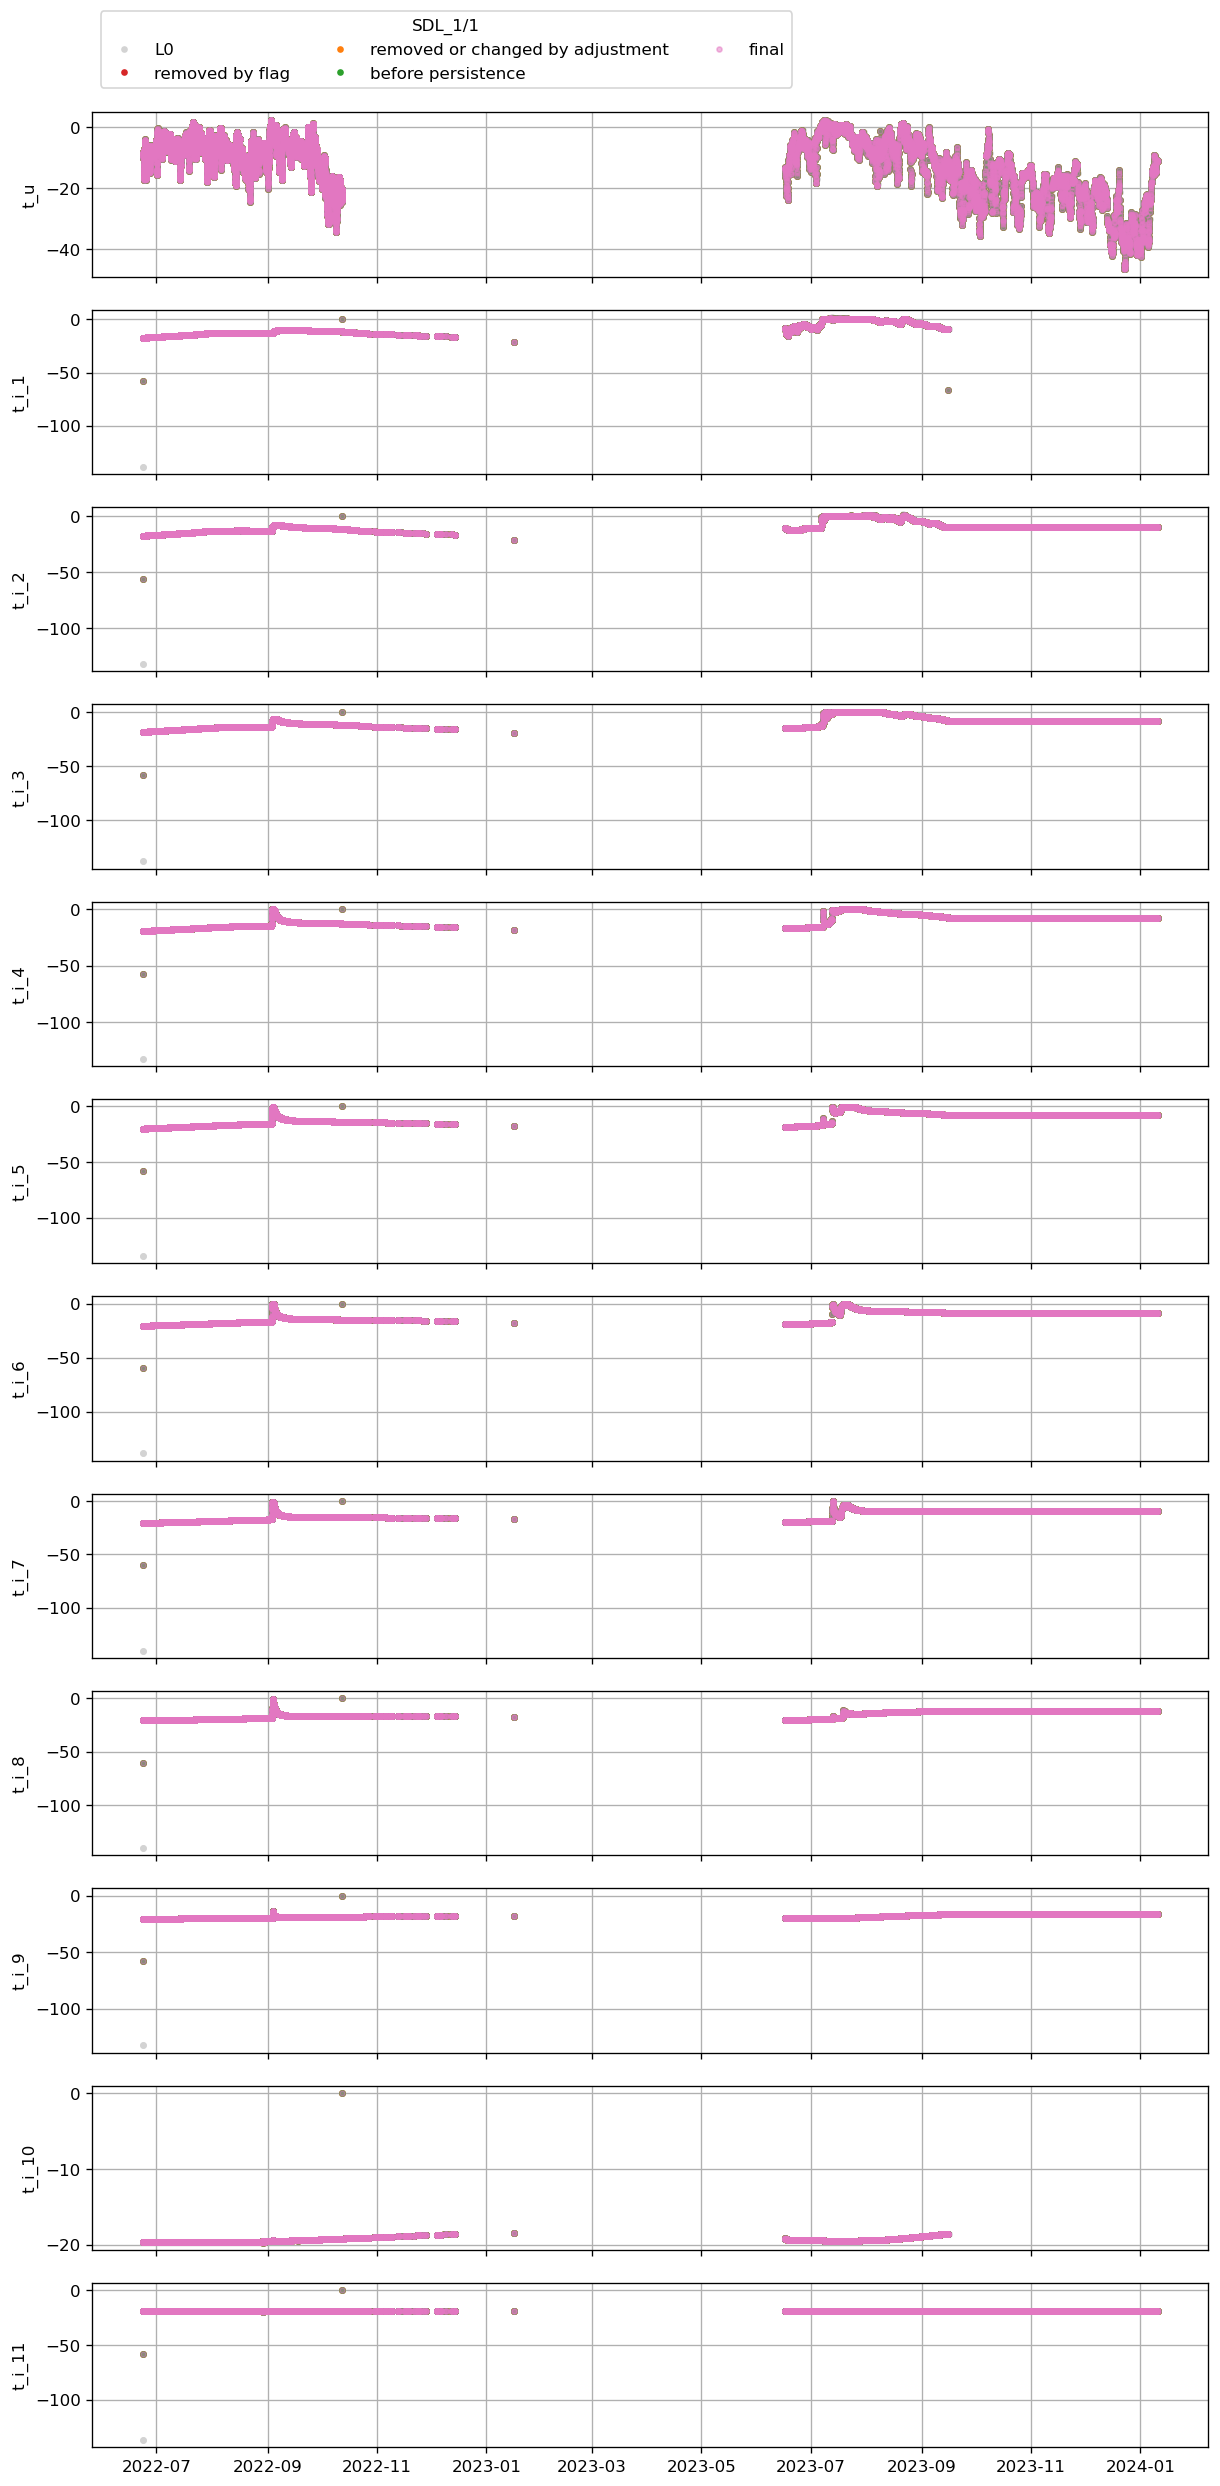 SDL_1/1
L0
removed or changed by adjustment
final
removed by flag
before persistence
t_u
0
−20
−40
t_i_1
0
−50
−100
t_i_2
0
−50
−100
t_i_3
0
−50
−100
t_i_4
0
−50
−100
t_i_5
0
−50
−100
t_i_6
0
−50
−100
t_i_7
0
−50
−100
t_i_8
0
−50
−100
t_i_9
0
−50
−100
t_i_10
0
−10
−20
t_i_11
0
−50
−100
2022-07 2022-09 2022-11 2023-01 2023-03 2023-05 2023-07 2023-09 2023-11 2024-01